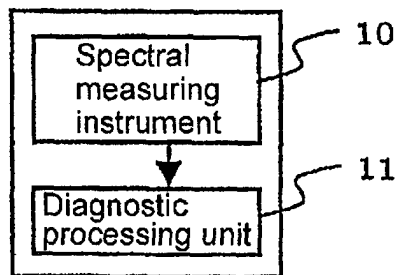 Spectral
measuring
instrument
10
Diagnostic
processing unit
11